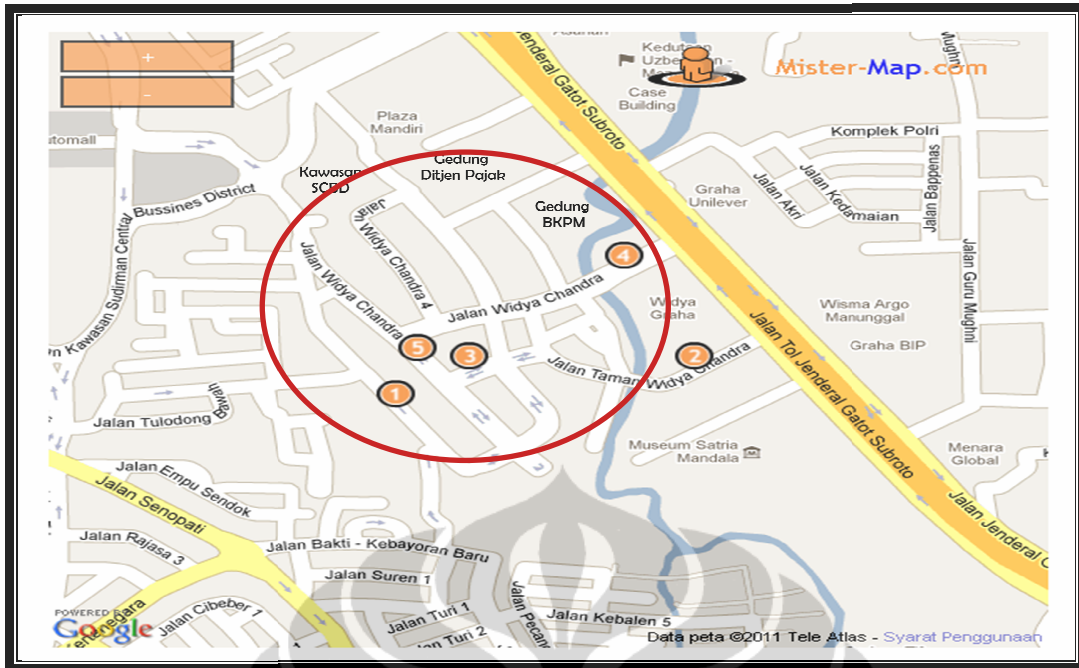 +
-
Kedutaan
Case
Building
Mister-Map.com
Jalan Tol Jenderal Gatot Subroto
Plaza
Mandiri
Komplek Polri
Kawasan
SCBD
Gedung
Ditjen Pajak
Gedung
BKPM
Graha
Unilever
Jalan Akri
Jalan Kedamaian
Jalan Bappenas
Jalan Guru Mughni
Bussines District
Jalan Widya Chandra 4
Jalan Widya Chandra
Jalan Widya Chandra
4
Widya
Graha
Wisma Argo
Manunggal
Graha BIP
5
3
2
1
Jalan Taman Widya Chandra
Kawasan Sudirman Central
Jalan Tulodong
Bawah
Museum Satria
Mandala
Menara
Global
Jalan Empu Sendok
Jalan Senopati
Jalan Rajasa 3
Jalan Bakti - Kebayoran Baru
Jalan Suren 1
Jalan Cibeber 1
Jalan Turi 1
Jalan Turi 2
Jalan Kebalen 5
Jalan Jenderal
POWERED
Google
Data peta ©2011 Tele Atlas - Syarat Penggunaan